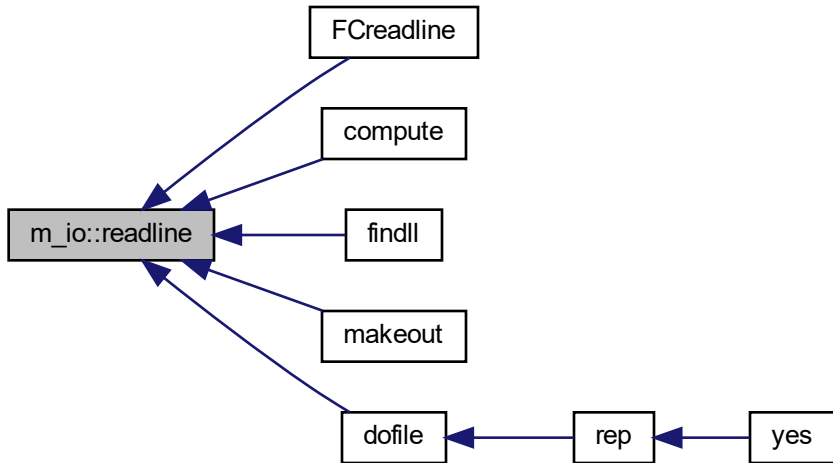 FCreadline
compute
m_io::readline
findll
makeout
dofile
rep
yes